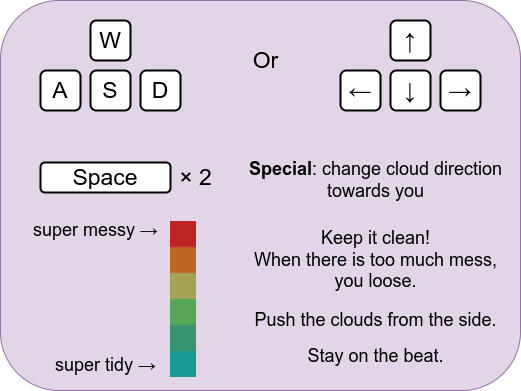 W
A S D
Or
↑
← ↓ →
Space × 2
Special: change cloud direction
towards you
super messy →
super tidy →
Keep it clean!
When there is too much mess,
you loose.
Push the clouds from the side.
Stay on the beat.